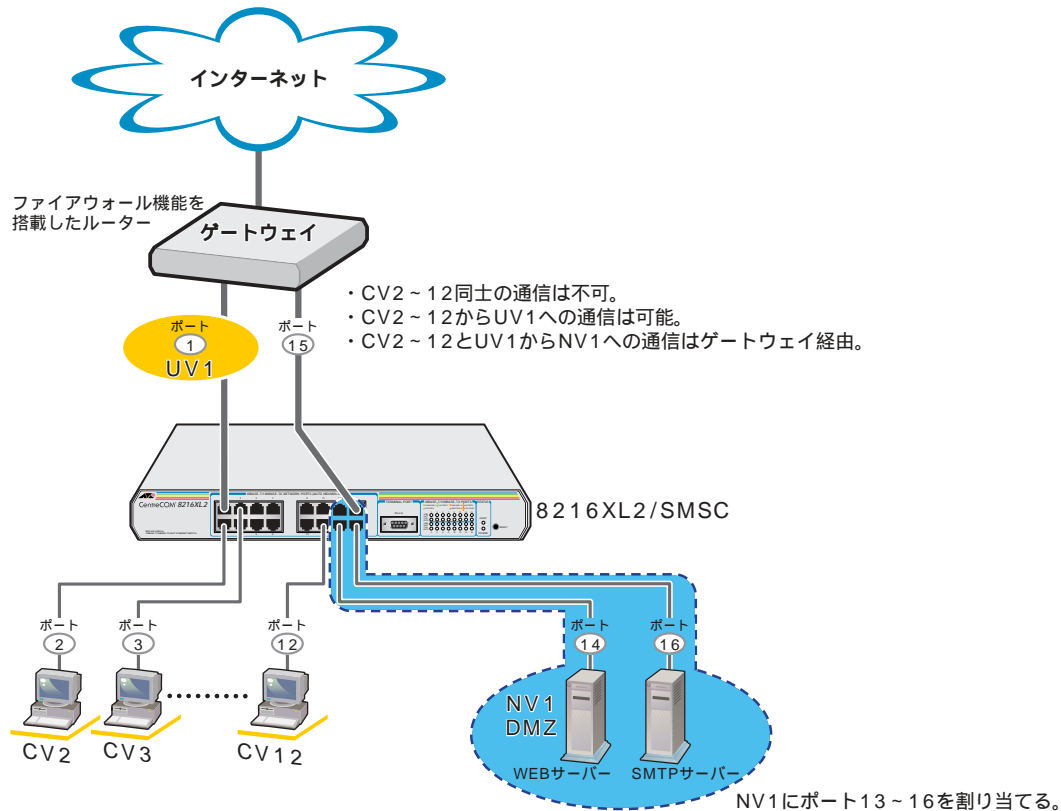 インターネット
ファイアウォール機能を
搭載したルーター
ゲートウェイ
・CV2~12同士の通信は不可。
・CV2~12からUV1への通信は可能。
・CV2~12とUV1からNV1への通信はゲートウェイ経由。
ポート
1
UV1
ポート
15
CentreCOM 8216XL2
8216XL2/SMSC
ポート
2
ポート
3
ポート
12
ポート
14
ポート
16
CV2
CV3
CV12
NV1
DMZ
WEBサーバー
SMTPサーバー
NV1にポート13~16を割り当てる。